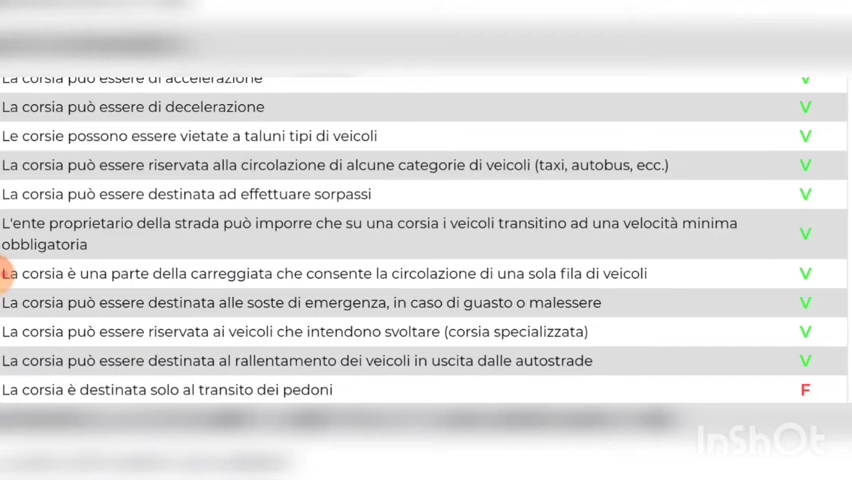 La corsia può essere di accelerazione V
La corsia può essere di decelerazione V
Le corsie possono essere vietate a taluni tipi di veicoli V
La corsia può essere riservata alla circolazione di alcune categorie di veicoli (taxi, autobus, ecc.) V
La corsia può essere destinata ad effettuare sorpassi V
L'ente proprietario della strada può imporre che su una corsia i veicoli transitino ad una velocità minima
obbligatoria V
La corsia è una parte della carreggiata che consente la circolazione di una sola fila di veicoli V
La corsia può essere destinata alle soste di emergenza, in caso di guasto o malessere V
La corsia può essere riservata ai veicoli che intendono svoltare (corsia specializzata) V
La corsia può essere destinata al rallentamento dei veicoli in uscita dalle autostrade V
La corsia è destinata solo al transito dei pedoni F
InShOt